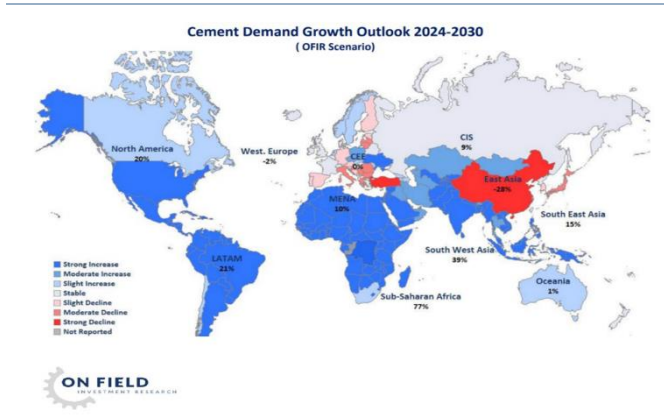 Cement Demand Growth Outlook 2024-2030
( OFIR Scenario)
North America
20%
West. Europe
-2%
CEE
0%
CIS
9%
East Asia
-28%
MENA
10%
South East Asia
15%
South West Asia
39%
LATAM
21%
Oceania
1%
Sub-Saharan Africa
77%
Strong Increase
Moderate Increase
Slight Increase
Stable
Slight Decline
Moderate Decline
Strong Decline
Not Reported
ON FIELD
INVESTMENT RESEARCH